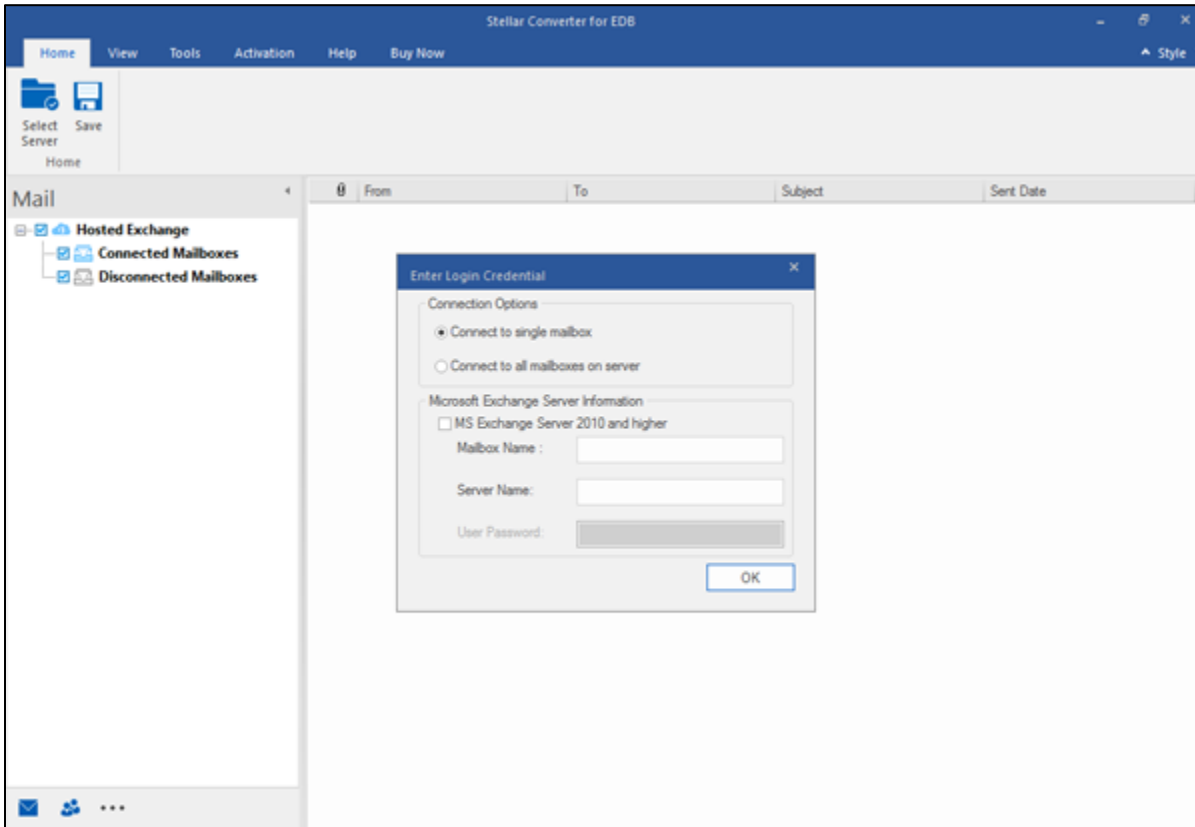 Stellar Converter for EDB
Home View Tools Activation Help Buy Now Style
Select Server
Save
Home
Mail
From To Subject Sent Date
Hosted Exchange
Connected Mailboxes
Disconnected Mailboxes
Enter Login Credential
Connection Options
Connect to single mailbox
Connect to all mailboxes on server
Microsoft Exchange Server Information
MS Exchange Server 2010 and higher
Mailbox Name :
Server Name:
User Password:
OK